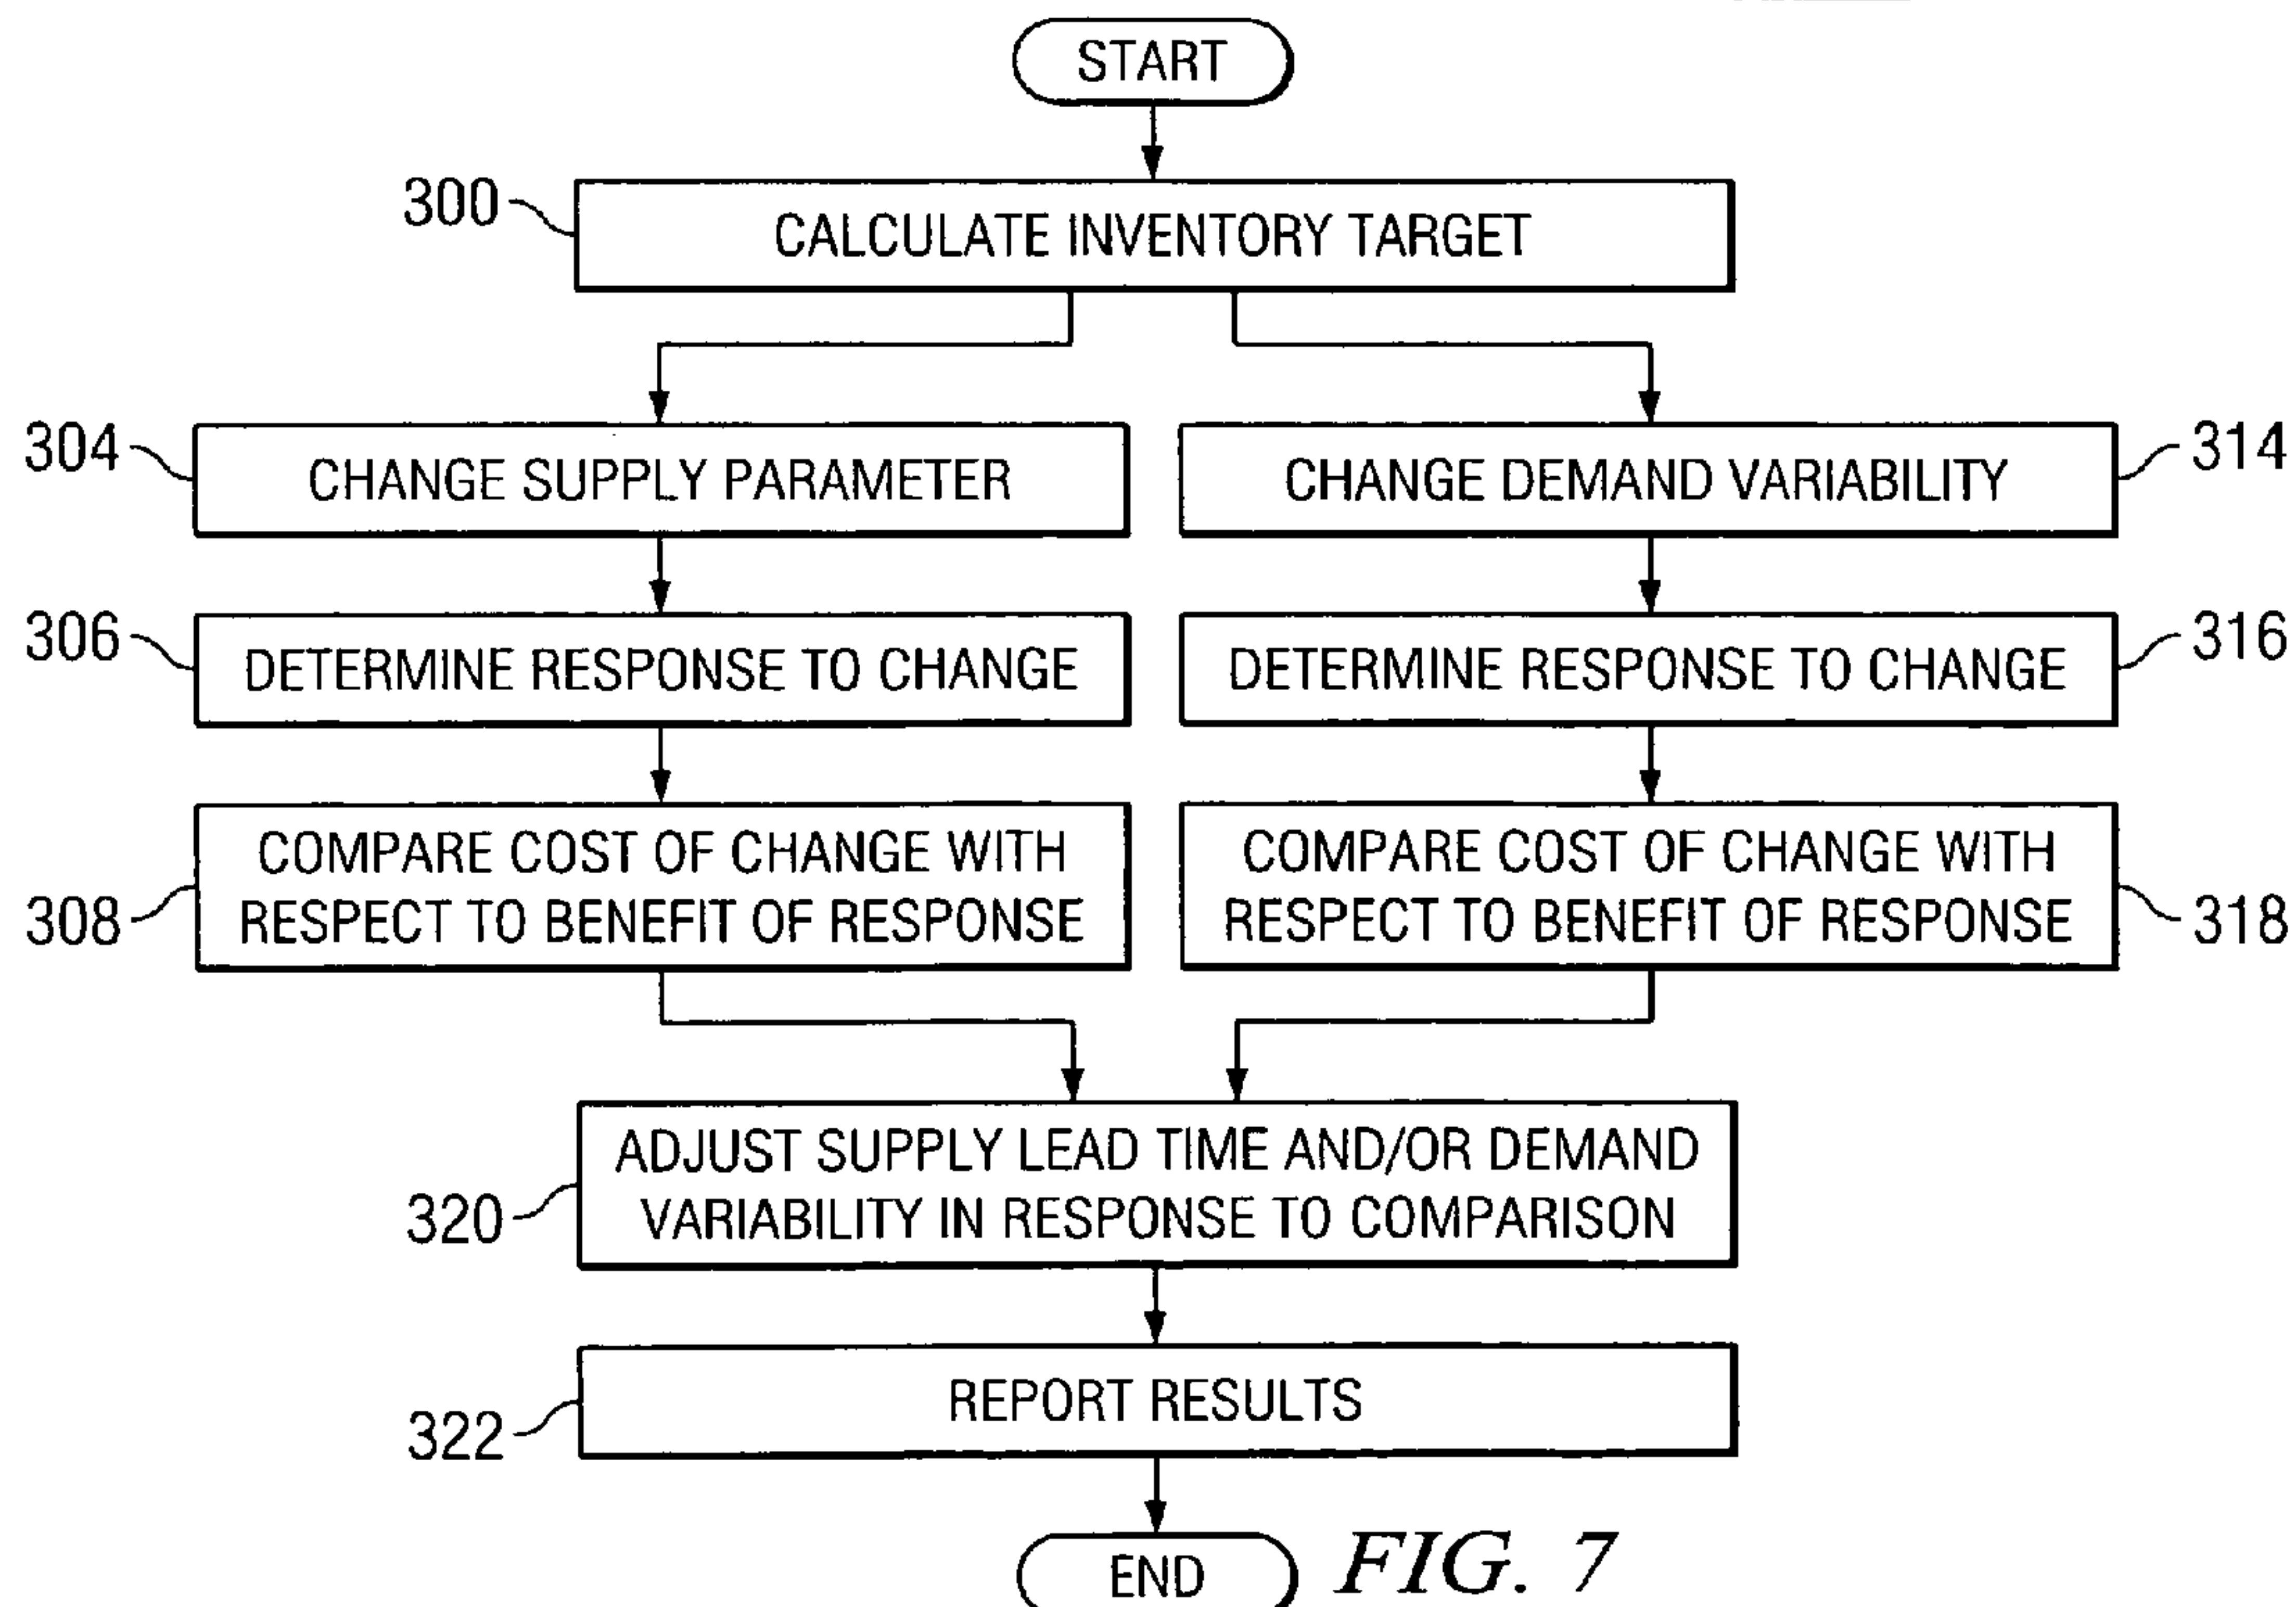 START
300
CALCULATE INVENTORY TARGET
304
CHANGE SUPPLY PARAMETER
CHANGE DEMAND VARIABILITY
314
306
DETERMINE RESPONSE TO CHANGE
DETERMINE RESPONSE TO CHANGE
316
308
COMPARE COST OF CHANGE WITH
RESPECT TO BENEFIT OF RESPONSE
COMPARE COST OF CHANGE WITH
RESPECT TO BENEFIT OF RESPONSE
318
320
ADJUST SUPPLY LEAD TIME AND/OR DEMAND
VARIABILITY IN RESPONSE TO COMPARISON
322
REPORT RESULTS
END
FIG. 7